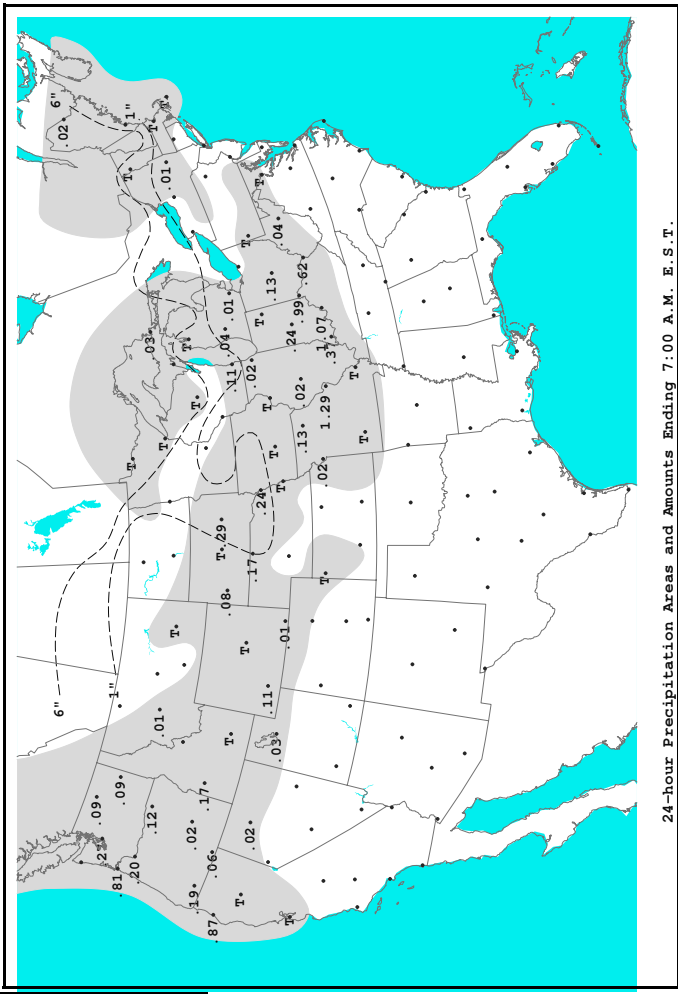 6"
6"
.02
.09
.81
1"
.09
1"
.20
T
T
.12
.03
T
.01
T
.01
T
T
T
.19
.02
T
.17
.87
.06
T
.29
.08
.04
.01
T
.11
T
T
T
.02
.17
.02
T
T
.24
.11
T
.13
.03
T
.04
T
.01
T
.24
.99
.13
.02
.62
T
.02
1.29
1.07
T
T
24-hour Precipitation Areas and Amounts Ending 7:00 A.M. E.S.T.